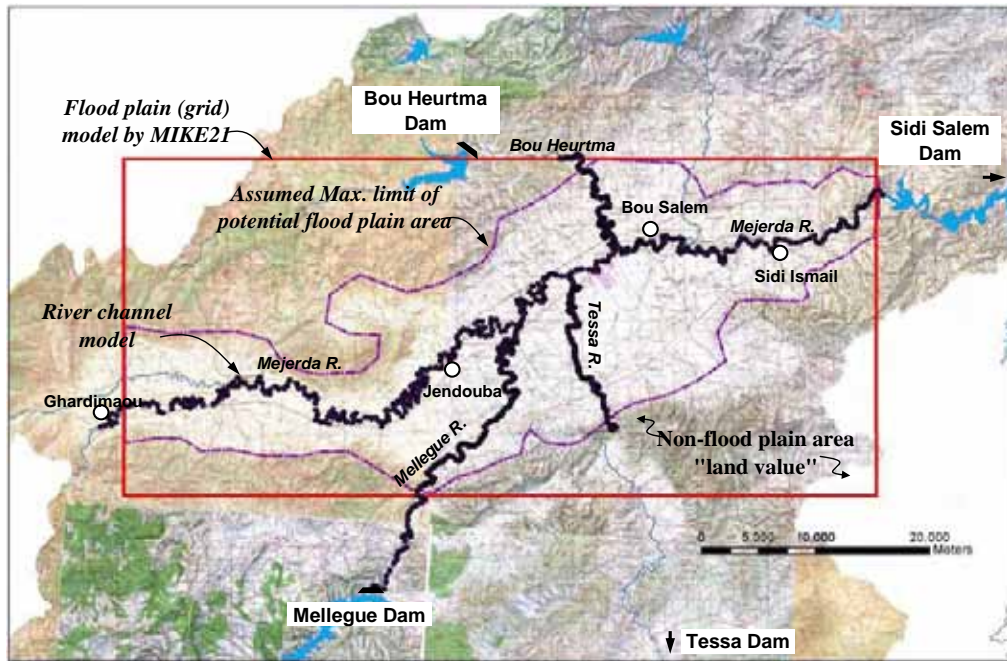 Flood plain (grid)
model by MIKE21
Bou Heurtma
Dam
Bou Heurtma
Sidi Salem
Dam
Assumed Max. limit of
potential flood plain area
Bou Salem
Mejerda R.
Sidi Ismail
River channel
model
Mejerda R.
Tessa R.
Jendouba
Ghardimaou
Mellegue R.
Non-flood plain area
"land value"
0 5.000 10.000 20.000
Meters
Mellegue Dam
Tessa Dam